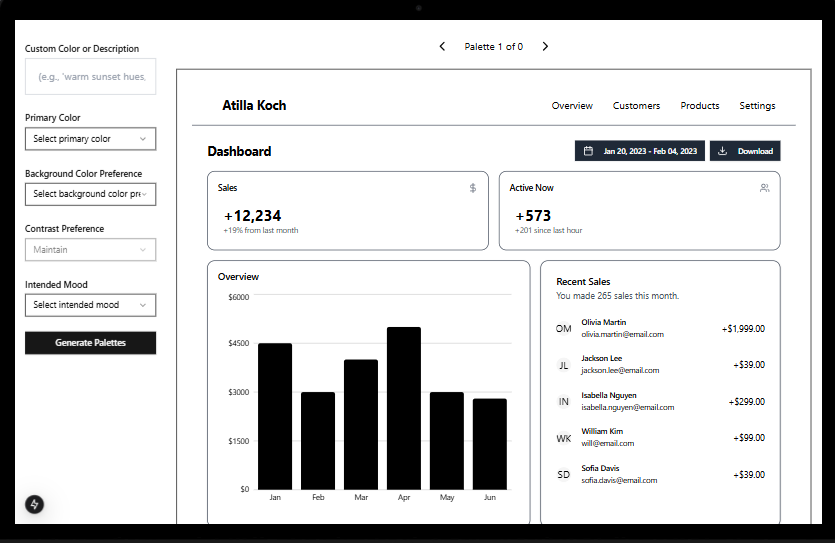 Custom Color or Description
(e.g., 'warm sunset hues,
Primary Color
Select primary color
Background Color Preference
Select background color pre
Contrast Preference
Maintain
Intended Mood
Select intended mood
Generate Palettes
Palette 1 of 0
Atilla Koch
Overview Customers Products Settings
Dashboard
Jan 20, 2023 - Feb 04, 2023 Download
Sales
$
+12,234
+19% from last month
Active Now
+573
+201 since last hour
Overview
$6000
$4500
$3000
$1500
$0
Jan Feb Mar Apr May Jun
Recent Sales
You made 265 sales this month.
OM Olivia Martin +$1,999.00
olivia.martin@email.com
JL Jackson Lee +$39.00
jackson.lee@email.com
IN Isabella Nguyen +$299.00
isabella.nguyen@email.com
WK William Kim +$99.00
will@email.com
SD Sofia Davis +$39.00
sofia.davis@email.com